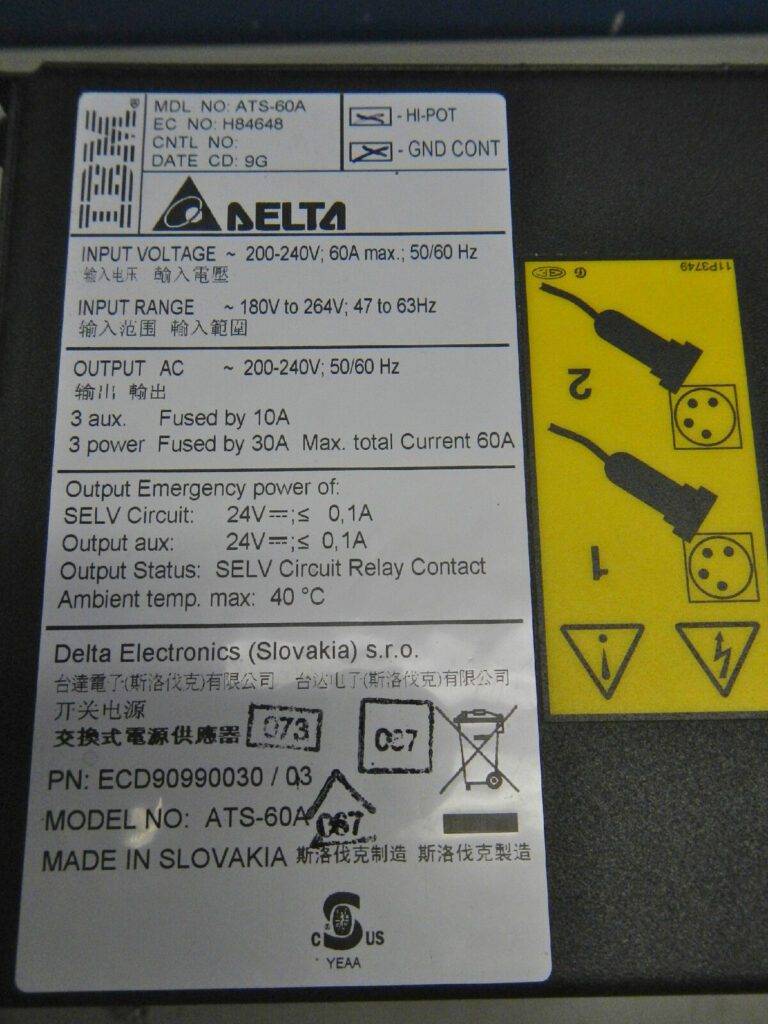 IBM®
MDL NO: ATS-60A
EC NO: H84648
CNTL NO:
DATE CD: 9G
- HI-POT
- GND CONT
DELTA
INPUT VOLTAGE ~ 200-240V; 60A max.; 50/60 Hz
输入电压 輸入電壓
INPUT RANGE ~ 180V to 264V; 47 to 63Hz
输入范围 輸入範圍
OUTPUT AC ~ 200-240V; 50/60 Hz
输出 輸出
3 aux. Fused by 10A
3 power Fused by 30A Max. total Current 60A
Output Emergency power of:
SELV Circuit: 24V⎓;≤ 0,1A
Output aux: 24V⎓;≤ 0,1A
Output Status: SELV Circuit Relay Contact
Ambient temp. max: 40 °C
Delta Electronics (Slovakia) s.r.o.
台達電子(斯洛伐克)有限公司 台达电子(斯洛伐克)有限公司
开关电源
交換式電源供應器
073
087
PN: ECD90990030 / 03
MODEL NO: ATS-60A
067
MADE IN SLOVAKIA 斯洛伐克制造 斯洛伐克製造
C US
YEAA
11P3749
6
2
1